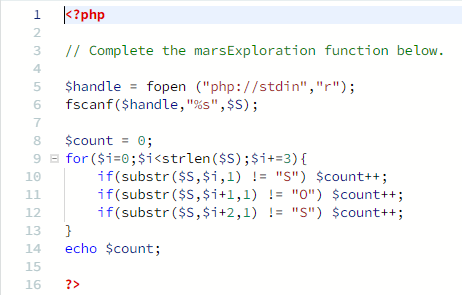 1 <?php
2
3 // Complete the marsExploration function below.
4
5 $handle = fopen ("php://stdin","r");
6 fscanf($handle,"%s",$S);
7
8 $count = 0;
9 for($i=0;$i<strlen($S);$i+=3){
10 if(substr($S,$i,1) != "S") $count++;
11 if(substr($S,$i+1,1) != "O") $count++;
12 if(substr($S,$i+2,1) != "S") $count++;
13 }
14 echo $count;
15
16 ?>